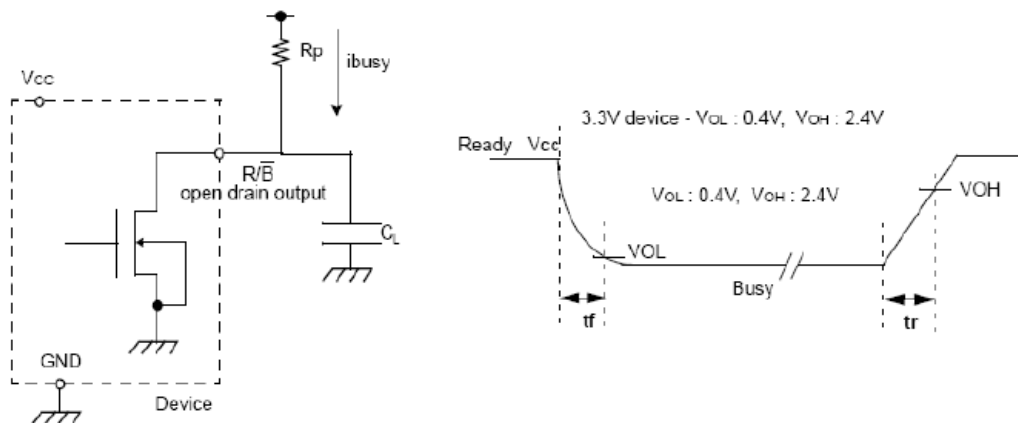 Rp
ibusy
Vcc
R/B̅
open drain output
CL
GND
Device
3.3V device - VOL : 0.4V, VOH : 2.4V
Ready Vcc
VOL : 0.4V, VOH : 2.4V
VOH
VOL
Busy
tf
tr